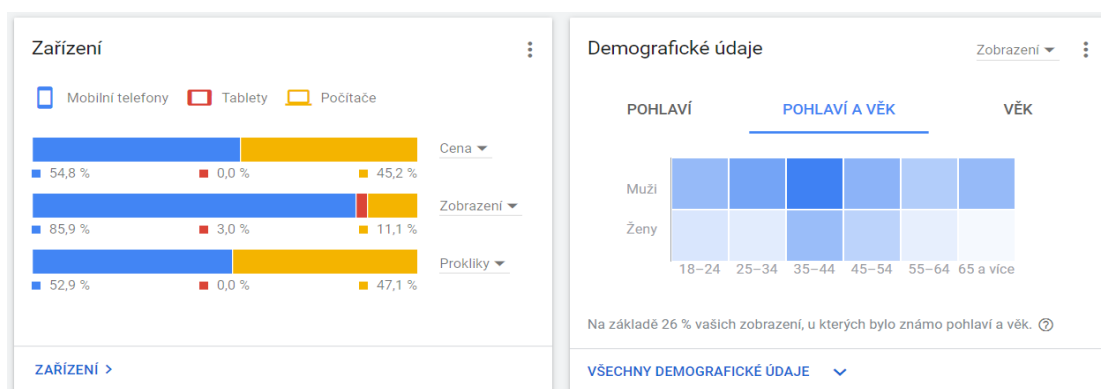 Zařízení
Mobilní telefony Tablety Počítače
Cena
54,8 % 0,0 % 45,2 %
Zobrazení
85,9 % 3,0 % 11,1 %
Prokliky
52,9 % 0,0 % 47,1 %
ZAŘÍZENÍ >
Demografické údaje Zobrazení
POHLAVÍ POHLAVÍ A VĚK VĚK
Muži
Ženy
18–24 25–34 35–44 45–54 55–64 65 a více
Na základě 26 % vašich zobrazení, u kterých bylo známo pohlaví a věk. ?
VŠECHNY DEMOGRAFICKÉ ÚDAJE